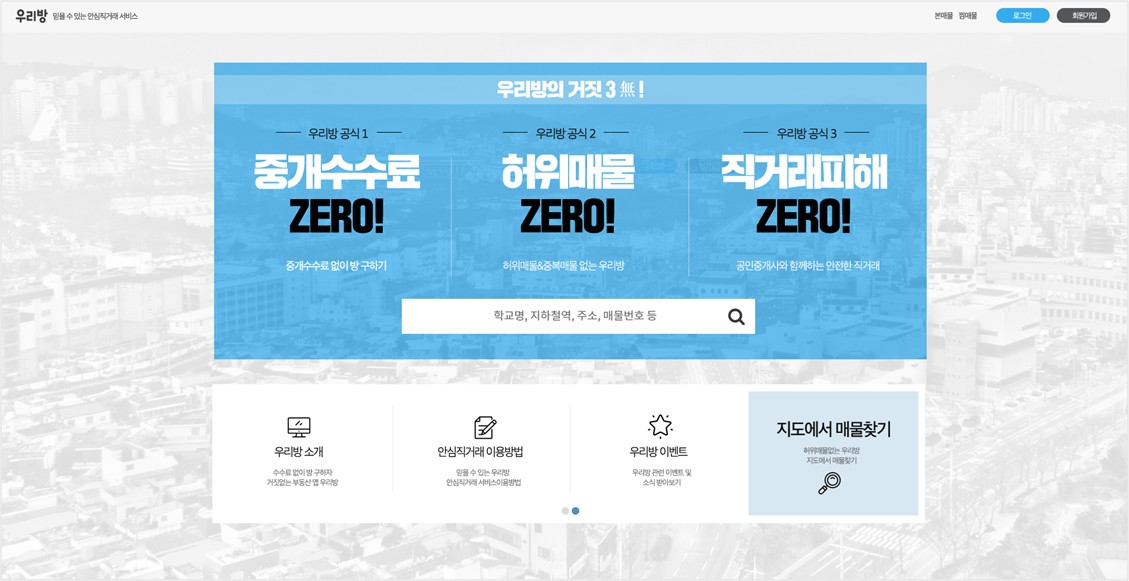 우리방 믿을 수 있는 안심직거래 서비스
본매물 찜매물 로그인 회원가입
우리방의 거짓 3 無 !
우리방 공식 1
중개수수료
ZERO!
중개수수료 없이 방 구하기
우리방 공식 2
허위매물
ZERO!
허위매물&중복매물 없는 우리방
우리방 공식 3
직거래피해
ZERO!
공인중개사와 함께하는 안전한 직거래
학교명, 지하철역, 주소, 매물번호 등
우리방 소개
수수료 없이 방 구하자
거짓없는 부동산 앱 우리방
안심직거래 이용방법
믿을 수 있는 우리방
안심직거래 서비스이용방법
우리방 이벤트
우리방 관련 이벤트 및
소식 받아보기
지도에서 매물찾기
허위매물없는 우리방
지도에서 매물찾기